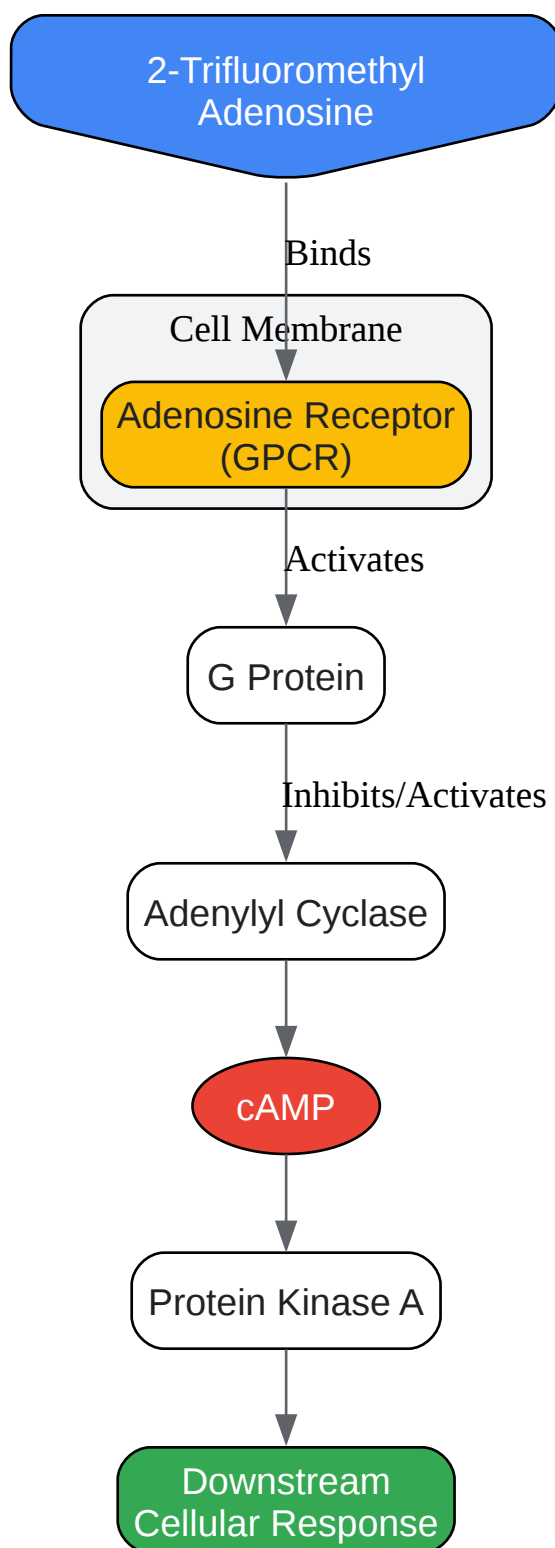 2-Trifluoromethyl
Adenosine
Binds
Cell Membrane
Adenosine Receptor
(GPCR)
Activates
G Protein
Inhibits/Activates
Adenylyl Cyclase
cAMP
Protein Kinase A
Downstream
Cellular Response